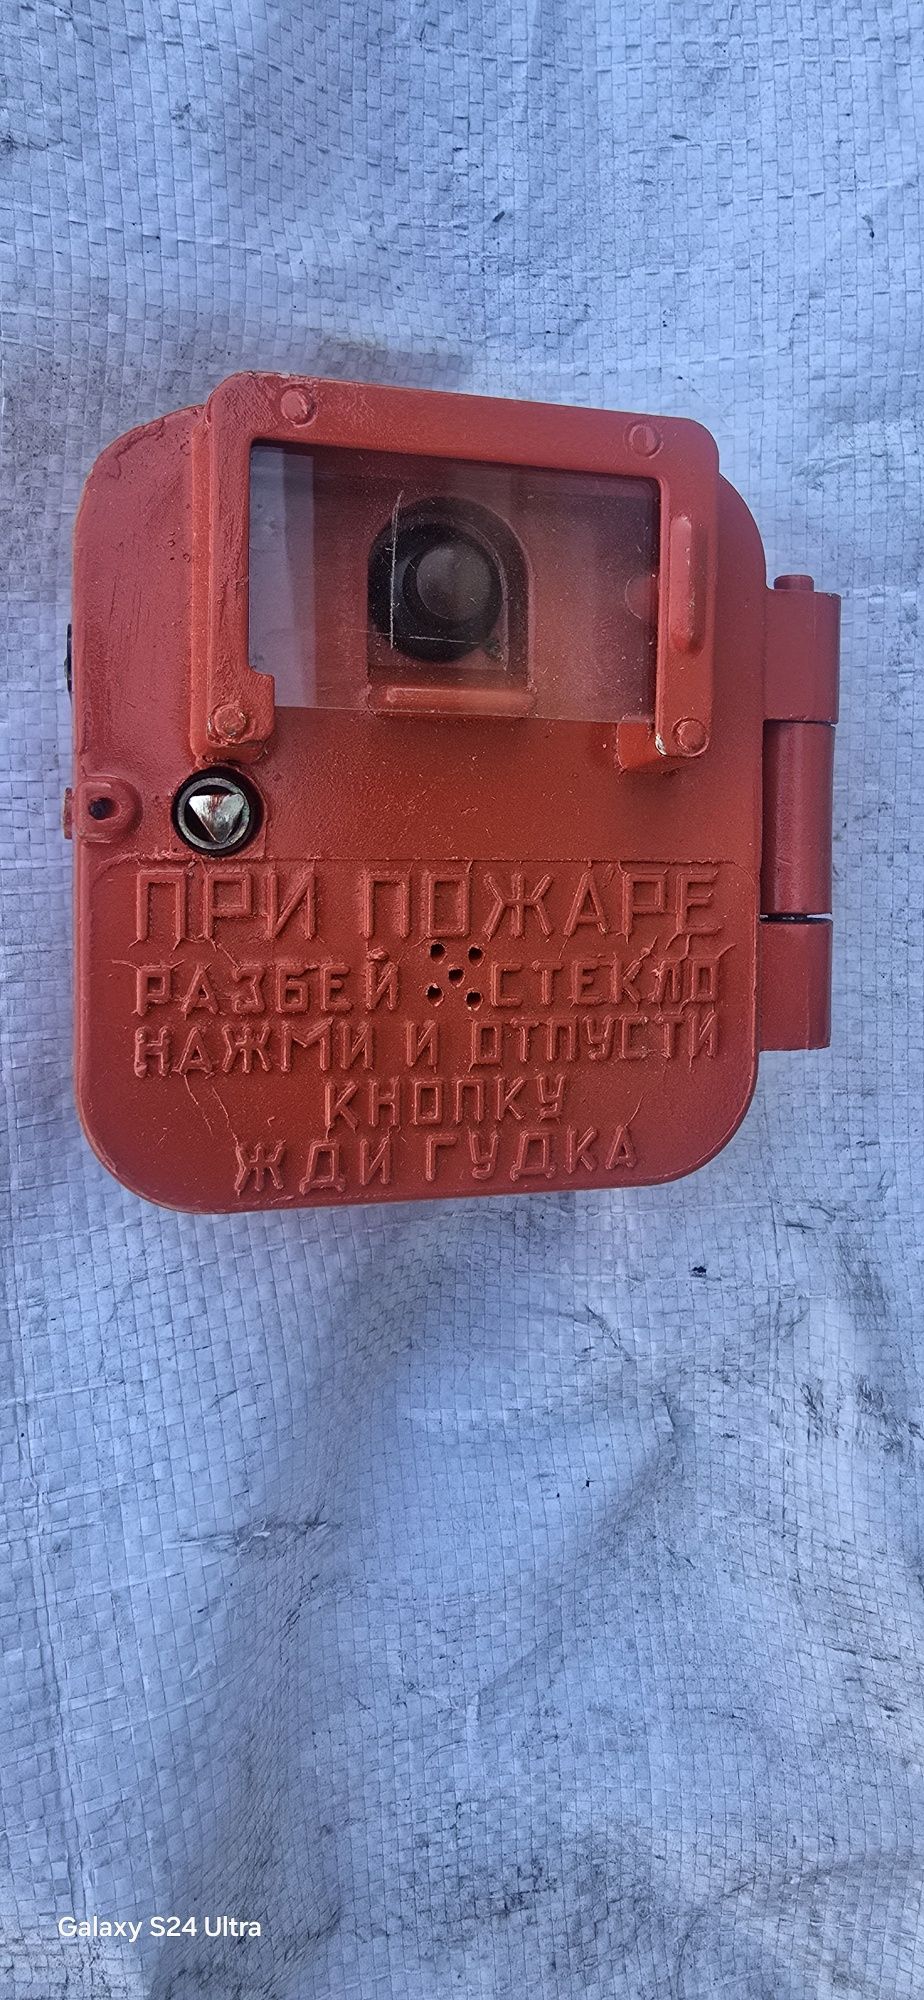 ПРИ ПОЖАРЕ
РАЗБЕЙ СТЕКЛО
НАЖМИ И ОТПУСТИ
КНОПКУ
ЖДИ ГУДКА
Galaxy S24 Ultra